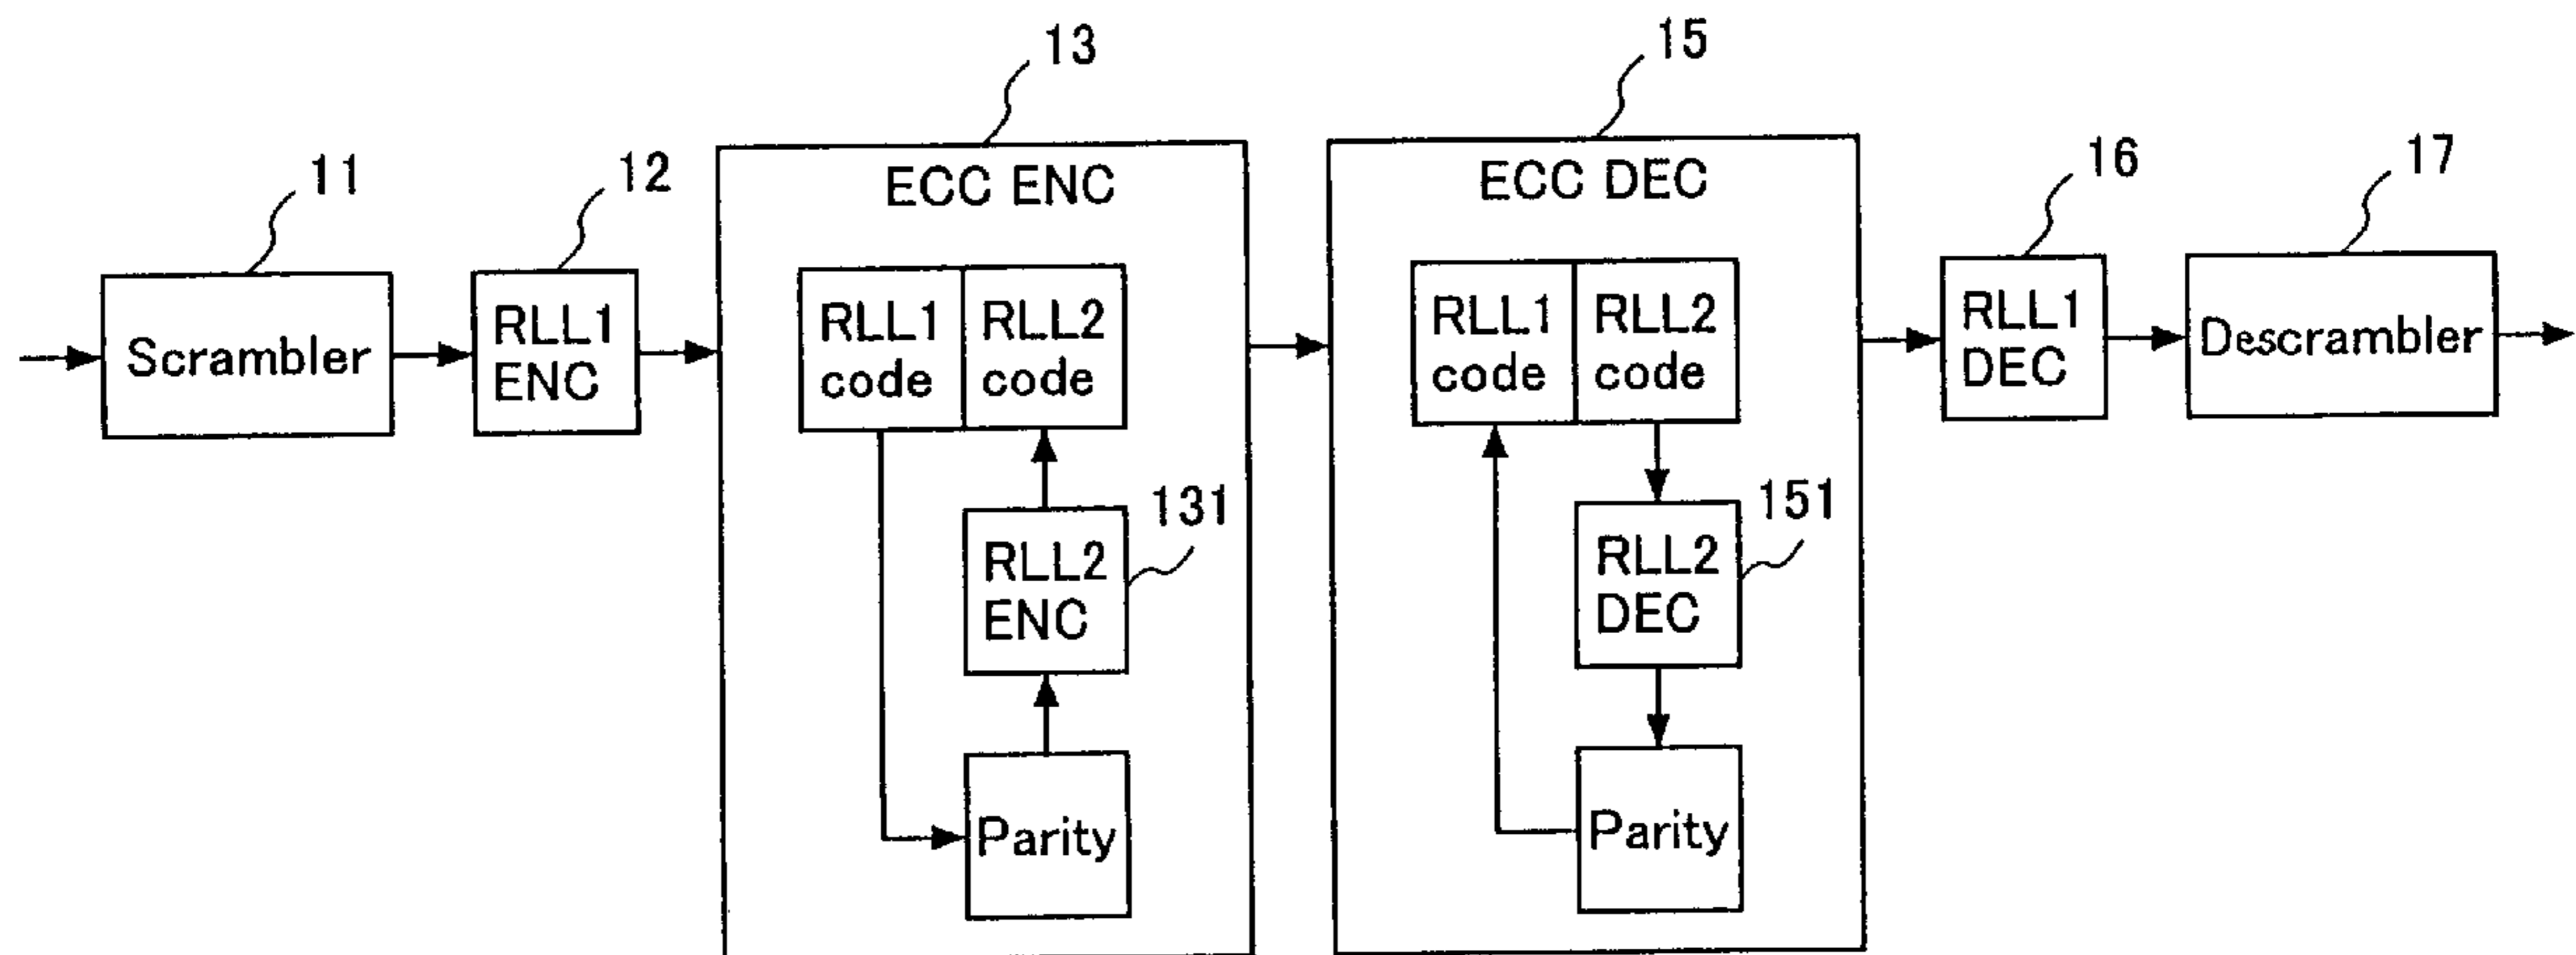 13
15
11
12
16
17
ECC ENC
ECC DEC
Scrambler
RLL1
ENC
RLL1
code
RLL2
code
RLL1
code
RLL2
code
RLL1
DEC
Descrambler
131
151
RLL2
ENC
RLL2
DEC
Parity
Parity